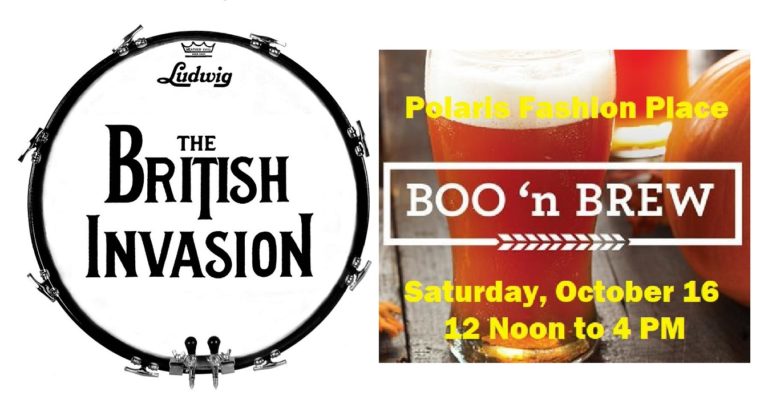 Ludwig
THE
BRITISH
INVASION
Polaris Fashion Place
BOO ‘n BREW
Saturday, October 16
12 Noon to 4 PM